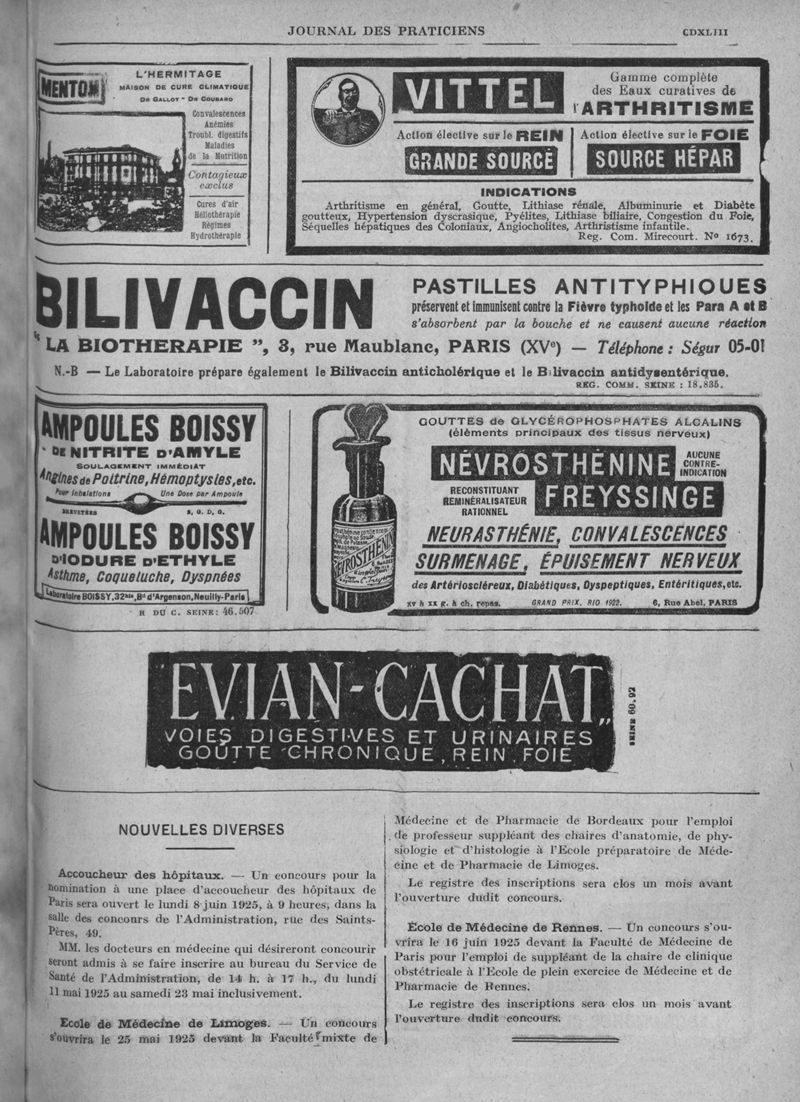 JOURNAL DES PRATICIENS
CDXLIII
MENTON
L'HERMITAGE
MAISON DE CURE CLIMATIQUE
DR GALLOT - DR COUBARD
Convalescences
Anémies
Troubl. digestifs
Maladies
de la Nutrition
Contagieux
exclus
Cures d'air
Héliothérapie
Régimes
Hydrothérapie
VITTEL
Gamme complète
des Eaux curatives de
l'ARTHRITISME
Action élective sur le REIN
GRANDE SOURCE
Action élective sur le FOIE
SOURCE HÉPAR
INDICATIONS
Arthritisme en général, Goutte, Lithiase rénale, Albuminurie et Diabète
goutteux, Hypertension dyscrasique, Pyélites, Lithiase biliaire, Congestion du Foie,
Séquelles hépatiques des Coloniaux, Angiocholites, Arthristisme infantile.
Reg. Com. Mirecourt. No 1673.
BILIVACCIN
PASTILLES ANTITYPHIQUES
préservent et immunisent contre la Fièvre typhoïde et les Para A et B
s'absorbent par la bouche et ne causent aucune réaction
"LA BIOTHERAPIE", 3, rue Maublanc, PARIS (XVe) — Téléphone : Ségur 05-01
N.-B — Le Laboratoire prépare également le Bilivaccin anticholérique et le Bilivaccin antidysentérique.
REG. COMM. SEINE : 18.835.
AMPOULES BOISSY
DE NITRITE D'AMYLE
SOULAGEMENT IMMÉDIAT
Angines de Poitrine, Hémoptysies, etc.
Pour Inhalations
Une Dose par Ampoule
BREVETÉES
S. G. D. G.
AMPOULES BOISSY
D'IODURE D'ETHYLE
Asthme, Coqueluche, Dyspnées
Laboratoire BOISSY, 32bis, Bd d'Argenson, Neuilly-Paris
R DU C. SEINE: 46.507
GOUTTES de GLYCÉROPHOSPHATES ALCALINS
(éléments principaux des tissus nerveux)
NÉVROSTHÉNINE
AUCUNE
CONTRE-
INDICATION
RECONSTITUANT
REMINÉRALISATEUR
RATIONNEL
FREYSSINGE
NEURASTHÉNIE, CONVALESCENCES
SURMENAGE, ÉPUISEMENT NERVEUX
des Artérioscléreux, Diabétiques, Dyspeptiques, Entéritiques, etc.
xv à xx g. à ch. repas.
GRAND PRIX. RIO 1922.
6, Rue Abel, PARIS
NEVROSTHENIN
"EVIAN-CACHAT"
VOIES DIGESTIVES ET URINAIRES
GOUTTE CHRONIQUE, REIN, FOIE
SEINE 60.92
NOUVELLES DIVERSES
Accoucheur des hôpitaux. — Un concours pour la
nomination à une place d'accoucheur des hôpitaux de
Paris sera ouvert le lundi 8 juin 1925, à 9 heures, dans la
salle des concours de l'Administration, rue des Saints-
Pères, 49.
MM. les docteurs en médecine qui désireront concourir
seront admis à se faire inscrire au bureau du Service de
Santé de l'Administration, de 14 h. à 17 h., du lundi
11 mai 1925 au samedi 23 mai inclusivement.
Ecole de Médecine de Limoges. — Un concours
s'ouvrira le 25 mai 1925 devant la Faculté mixte de
Médecine et de Pharmacie de Bordeaux pour l'emploi
de professeur suppléant des chaires d'anatomie, de phy-
siologie et d'histologie à l'Ecole préparatoire de Méde-
cine et de Pharmacie de Limoges.
Le registre des inscriptions sera clos un mois avant
l'ouverture dudit concours.
École de Médecine de Rennes. — Un concours s'ou-
vrira le 16 juin 1925 devant la Faculté de Médecine de
Paris pour l'emploi de suppléant de la chaire de clinique
obstétricale à l'Ecole de plein exercice de Médecine et de
Pharmacie de Rennes.
Le registre des inscriptions sera clos un mois avant
l'ouverture dudit concours.